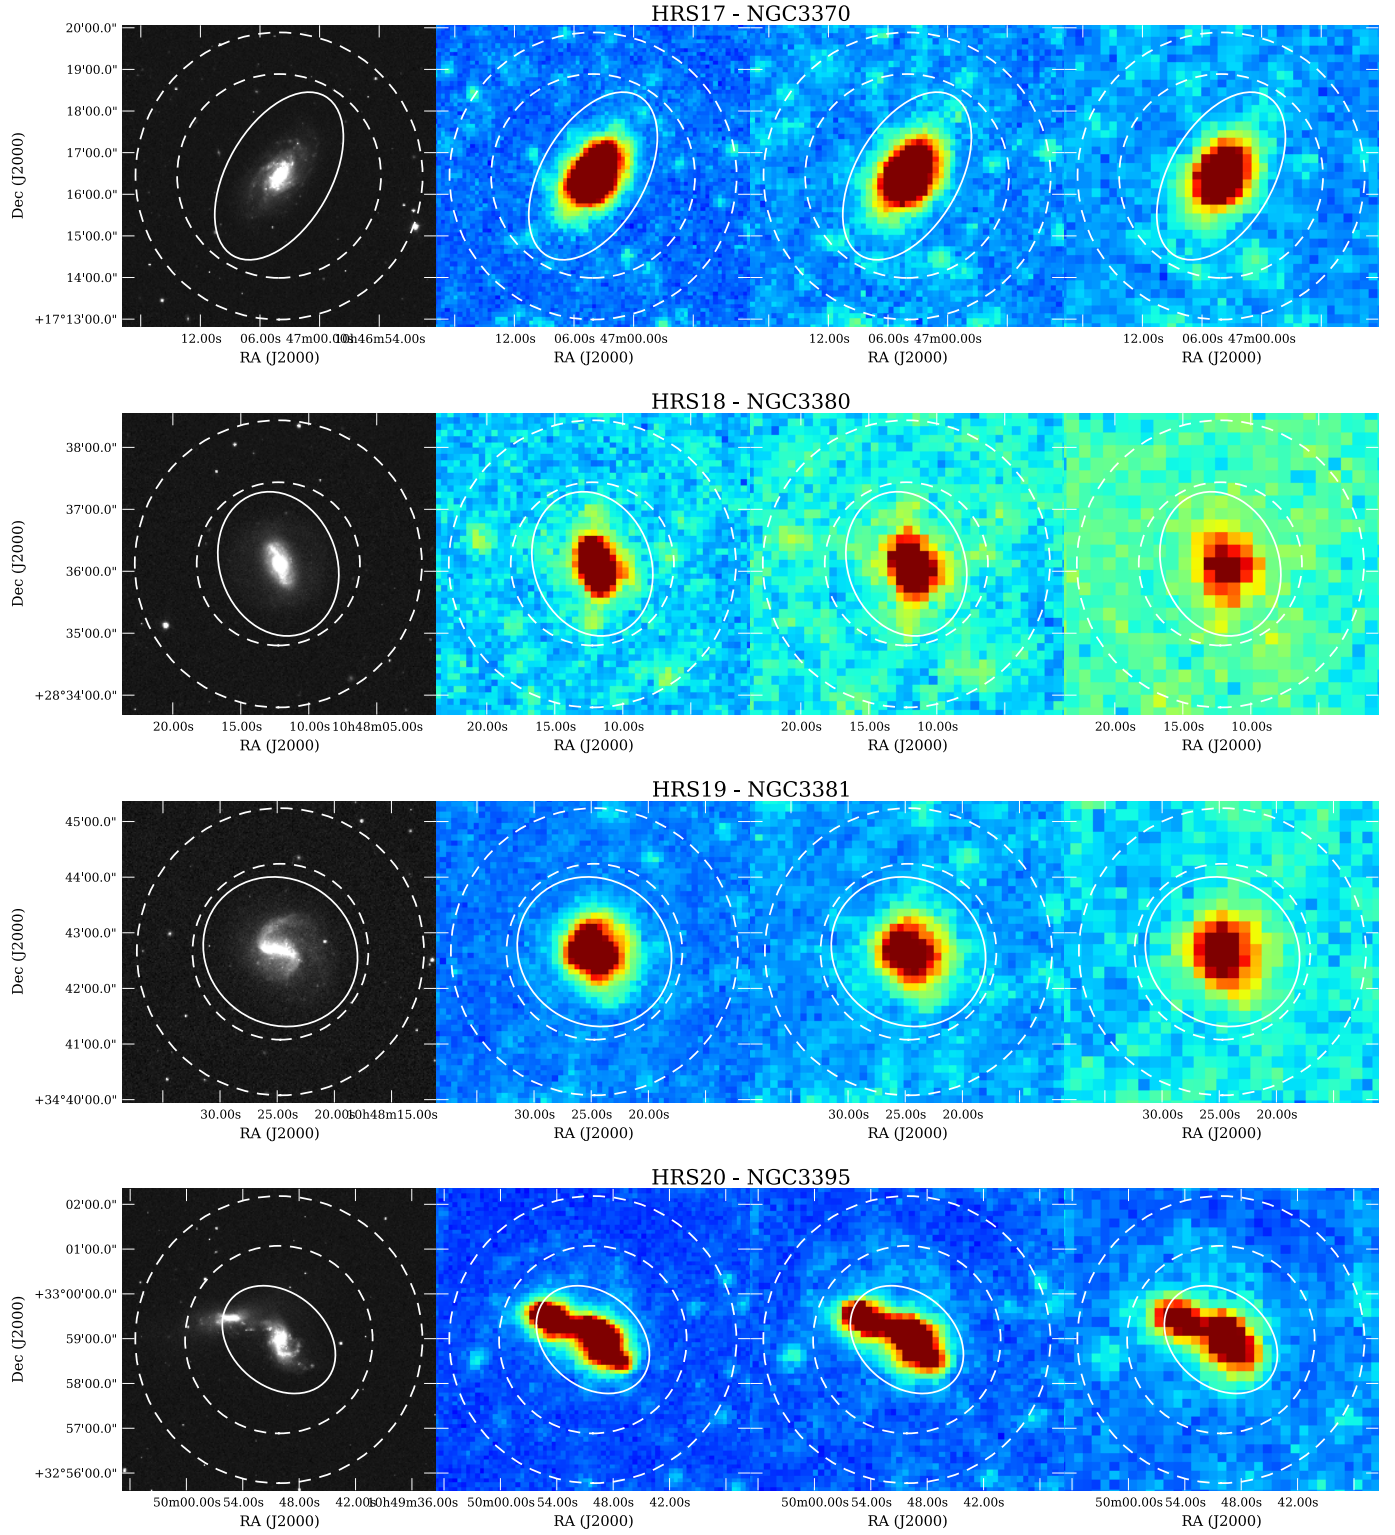 HRS17 - NGC3370
20'00.0"
19'00.0"
18'00.0"
17'00.0"
16'00.0"
15'00.0"
14'00.0"
+17°13'00.0"
Dec (J2000)
12.00s 06.00s 47m00.00s 10h46m54.00s 12.00s 06.00s 47m00.00s 12.00s 06.00s 47m00.00s 12.00s 06.00s 47m00.00s
RA (J2000) RA (J2000) RA (J2000) RA (J2000)
HRS18 - NGC3380
38'00.0"
37'00.0"
36'00.0"
35'00.0"
+28°34'00.0"
Dec (J2000)
20.00s 15.00s 10.00s 10h48m05.00s 20.00s 15.00s 10.00s 20.00s 15.00s 10.00s 20.00s 15.00s 10.00s
RA (J2000) RA (J2000) RA (J2000) RA (J2000)
HRS19 - NGC3381
45'00.0"
44'00.0"
43'00.0"
42'00.0"
41'00.0"
+34°40'00.0"
Dec (J2000)
30.00s 25.00s 20.00s 10h48m15.00s 30.00s 25.00s 20.00s 30.00s 25.00s 20.00s 30.00s 25.00s 20.00s
RA (J2000) RA (J2000) RA (J2000) RA (J2000)
HRS20 - NGC3395
02'00.0"
01'00.0"
+33°00'00.0"
59'00.0"
58'00.0"
57'00.0"
+32°56'00.0"
Dec (J2000)
50m00.00s 54.00s 48.00s 42.00s 10h49m36.00s 50m00.00s 54.00s 48.00s 42.00s 50m00.00s 54.00s 48.00s 42.00s 50m00.00s 54.00s 48.00s 42.00s
RA (J2000) RA (J2000) RA (J2000) RA (J2000)